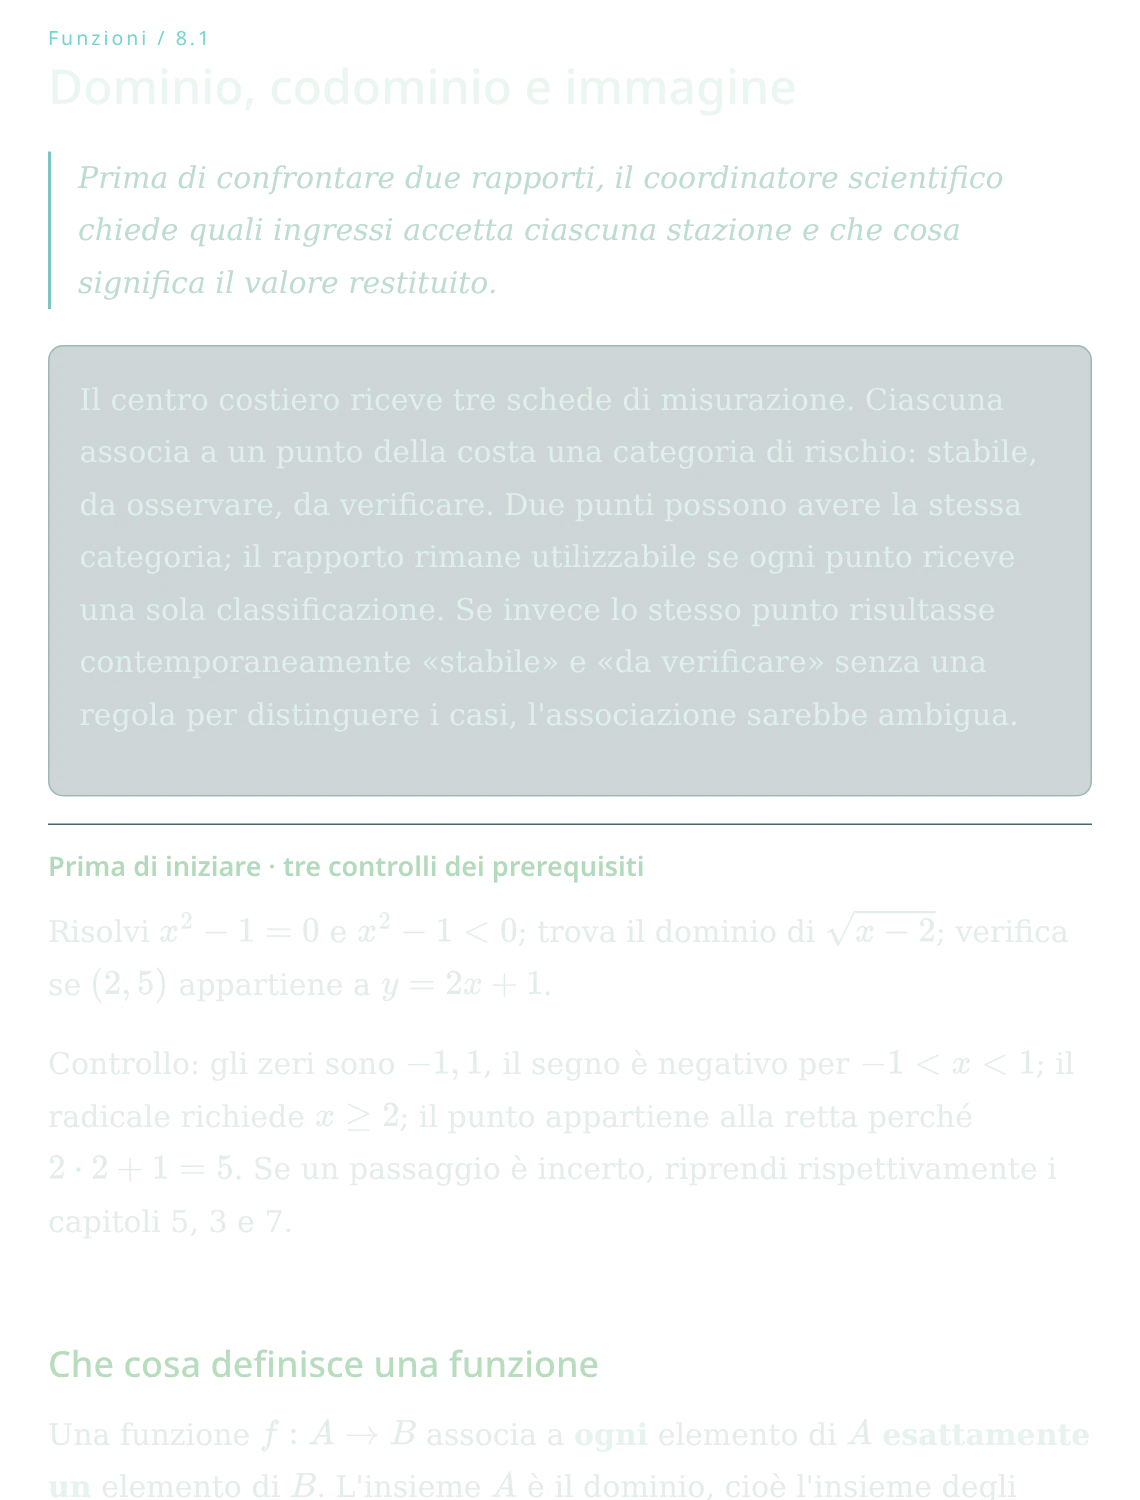 Funzioni / 8.1
Dominio, codominio e immagine
Prima di confrontare due rapporti, il coordinatore scientifico
chiede quali ingressi accetta ciascuna stazione e che cosa
significa il valore restituito.
Il centro costiero riceve tre schede di misurazione. Ciascuna
associa a un punto della costa una categoria di rischio: stabile,
da osservare, da verificare. Due punti possono avere la stessa
categoria; il rapporto rimane utilizzabile se ogni punto riceve
una sola classificazione. Se invece lo stesso punto risultasse
contemporaneamente «stabile» e «da verificare» senza una
regola per distinguere i casi, l'associazione sarebbe ambigua.
Prima di iniziare · tre controlli dei prerequisiti
Risolvi x² − 1 = 0 e x² − 1 < 0; trova il dominio di √(x − 2); verifica
se (2, 5) appartiene a y = 2x + 1.
Controllo: gli zeri sono −1, 1, il segno è negativo per −1 < x < 1; il
radicale richiede x ≥ 2; il punto appartiene alla retta perché
2 · 2 + 1 = 5. Se un passaggio è incerto, riprendi rispettivamente i
capitoli 5, 3 e 7.
Che cosa definisce una funzione
Una funzione f : A → B associa a ogni elemento di A esattamente
un elemento di B. L'insieme A è il dominio, cioè l'insieme degli